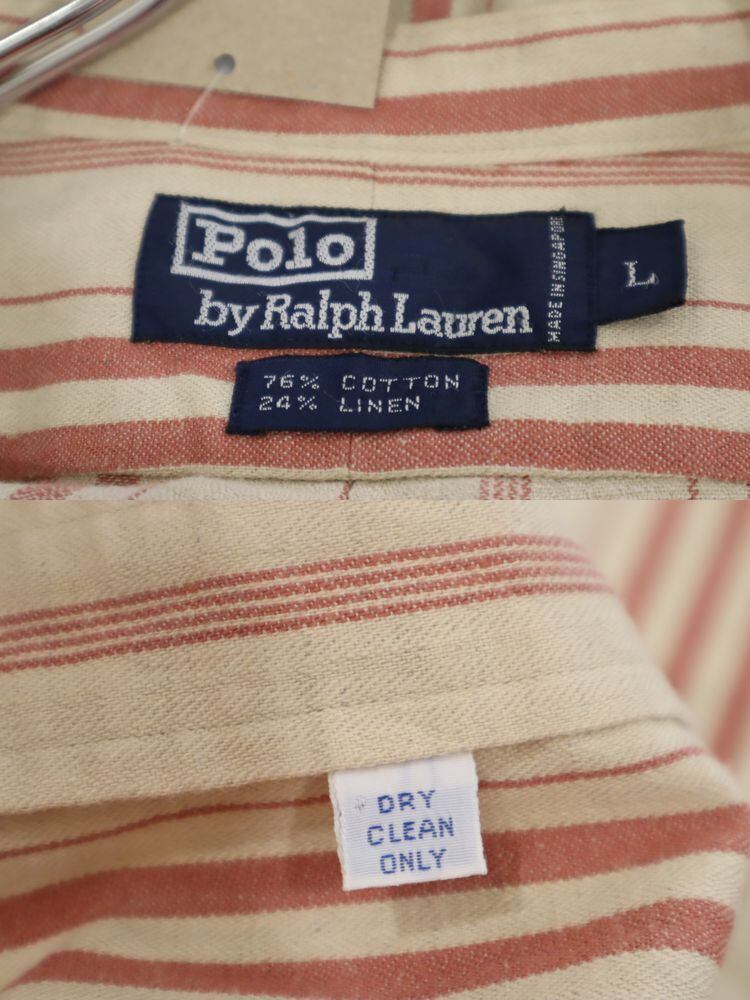 Polo
by Ralph Lauren
MADE IN SINGAPORE
L
76% COTTON
24% LINEN
DRY
CLEAN
ONLY